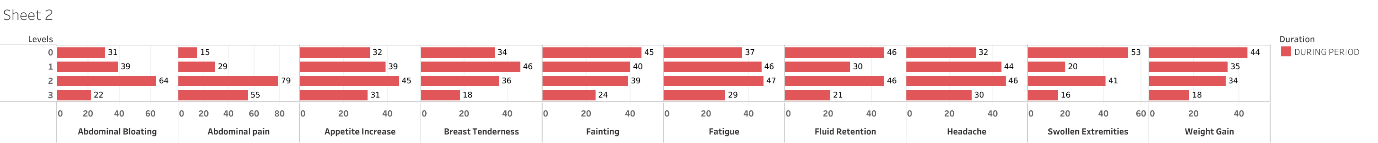 Sheet 2
Levels
Duration
DURING PERIOD
0 31 15 32 34 45 37 46 32 53 44
1 39 29 39 46 40 46 30 44 20 35
2 64 79 45 36 39 47 46 46 41 34
3 22 55 31 18 24 29 21 30 16 18
0 20 40 60 0 20 40 60 80 0 20 40 0 20 40 0 20 40 0 20 40 0 20 40 0 20 40 0 20 40 60 0 20 40
Abdominal Bloating Abdominal pain Appetite Increase Breast Tenderness Fainting Fatigue Fluid Retention Headache Swollen Extremities Weight Gain